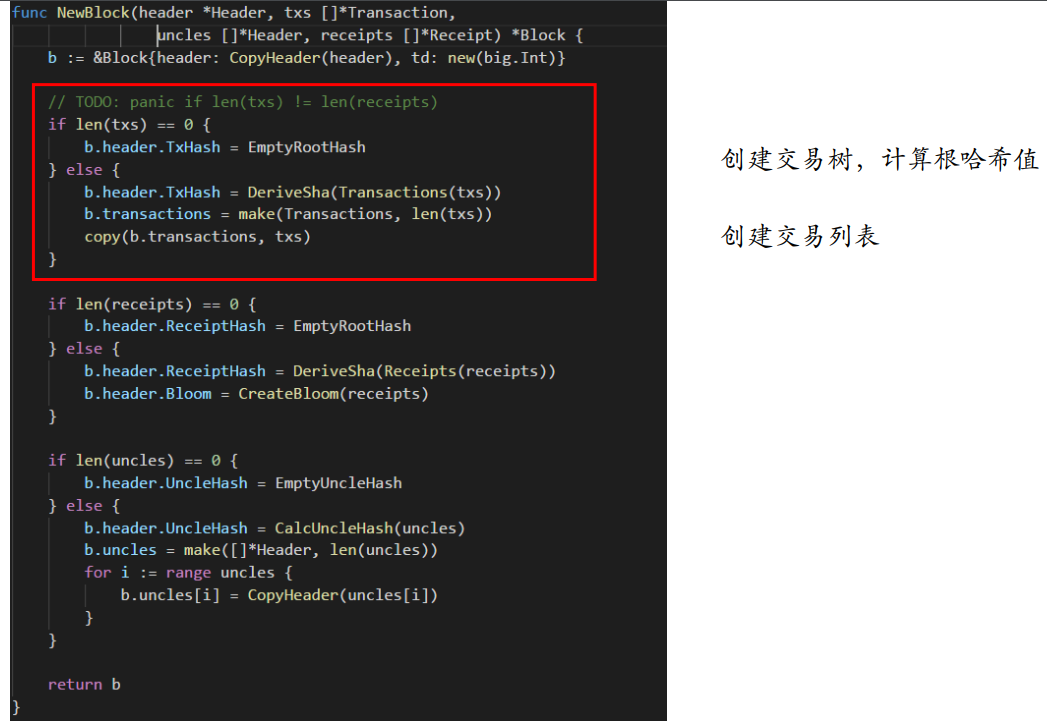 func NewBlock(header *Header, txs []*Transaction,
uncles []*Header, receipts []*Receipt) *Block {
b := &Block{header: CopyHeader(header), td: new(big.Int)}
// TODO: panic if len(txs) != len(receipts)
if len(txs) == 0 {
b.header.TxHash = EmptyRootHash
} else {
b.header.TxHash = DeriveSha(Transactions(txs))
b.transactions = make(Transactions, len(txs))
copy(b.transactions, txs)
}
if len(receipts) == 0 {
b.header.ReceiptHash = EmptyRootHash
} else {
b.header.ReceiptHash = DeriveSha(Receipts(receipts))
b.header.Bloom = CreateBloom(receipts)
}
if len(uncles) == 0 {
b.header.UncleHash = EmptyUncleHash
} else {
b.header.UncleHash = CalcUncleHash(uncles)
b.uncles = make([]*Header, len(uncles))
for i := range uncles {
b.uncles[i] = CopyHeader(uncles[i])
}
}
return b
}
创建交易树，计算根哈希值
创建交易列表